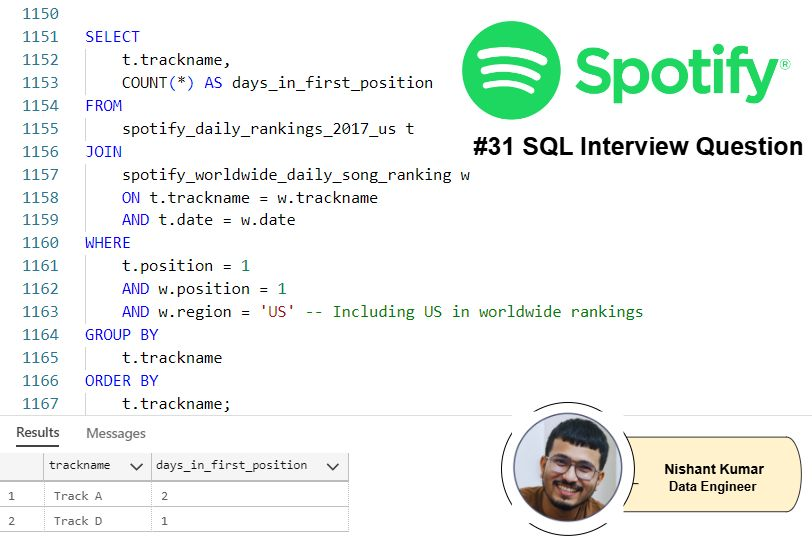 1150
1151 SELECT
1152 t.trackname,
1153 COUNT(*) AS days_in_first_position
1154 FROM
1155 spotify_daily_rankings_2017_us t
1156 JOIN
1157 spotify_worldwide_daily_song_ranking w
1158 ON t.trackname = w.trackname
1159 AND t.date = w.date
1160 WHERE
1161 t.position = 1
1162 AND w.position = 1
1163 AND w.region = 'US' -- Including US in worldwide rankings
1164 GROUP BY
1165 t.trackname
1166 ORDER BY
1167 t.trackname;
Spotify®
#31 SQL Interview Question
Results Messages
trackname days_in_first_position
1 Track A 2
2 Track D 1
Nishant Kumar
Data Engineer